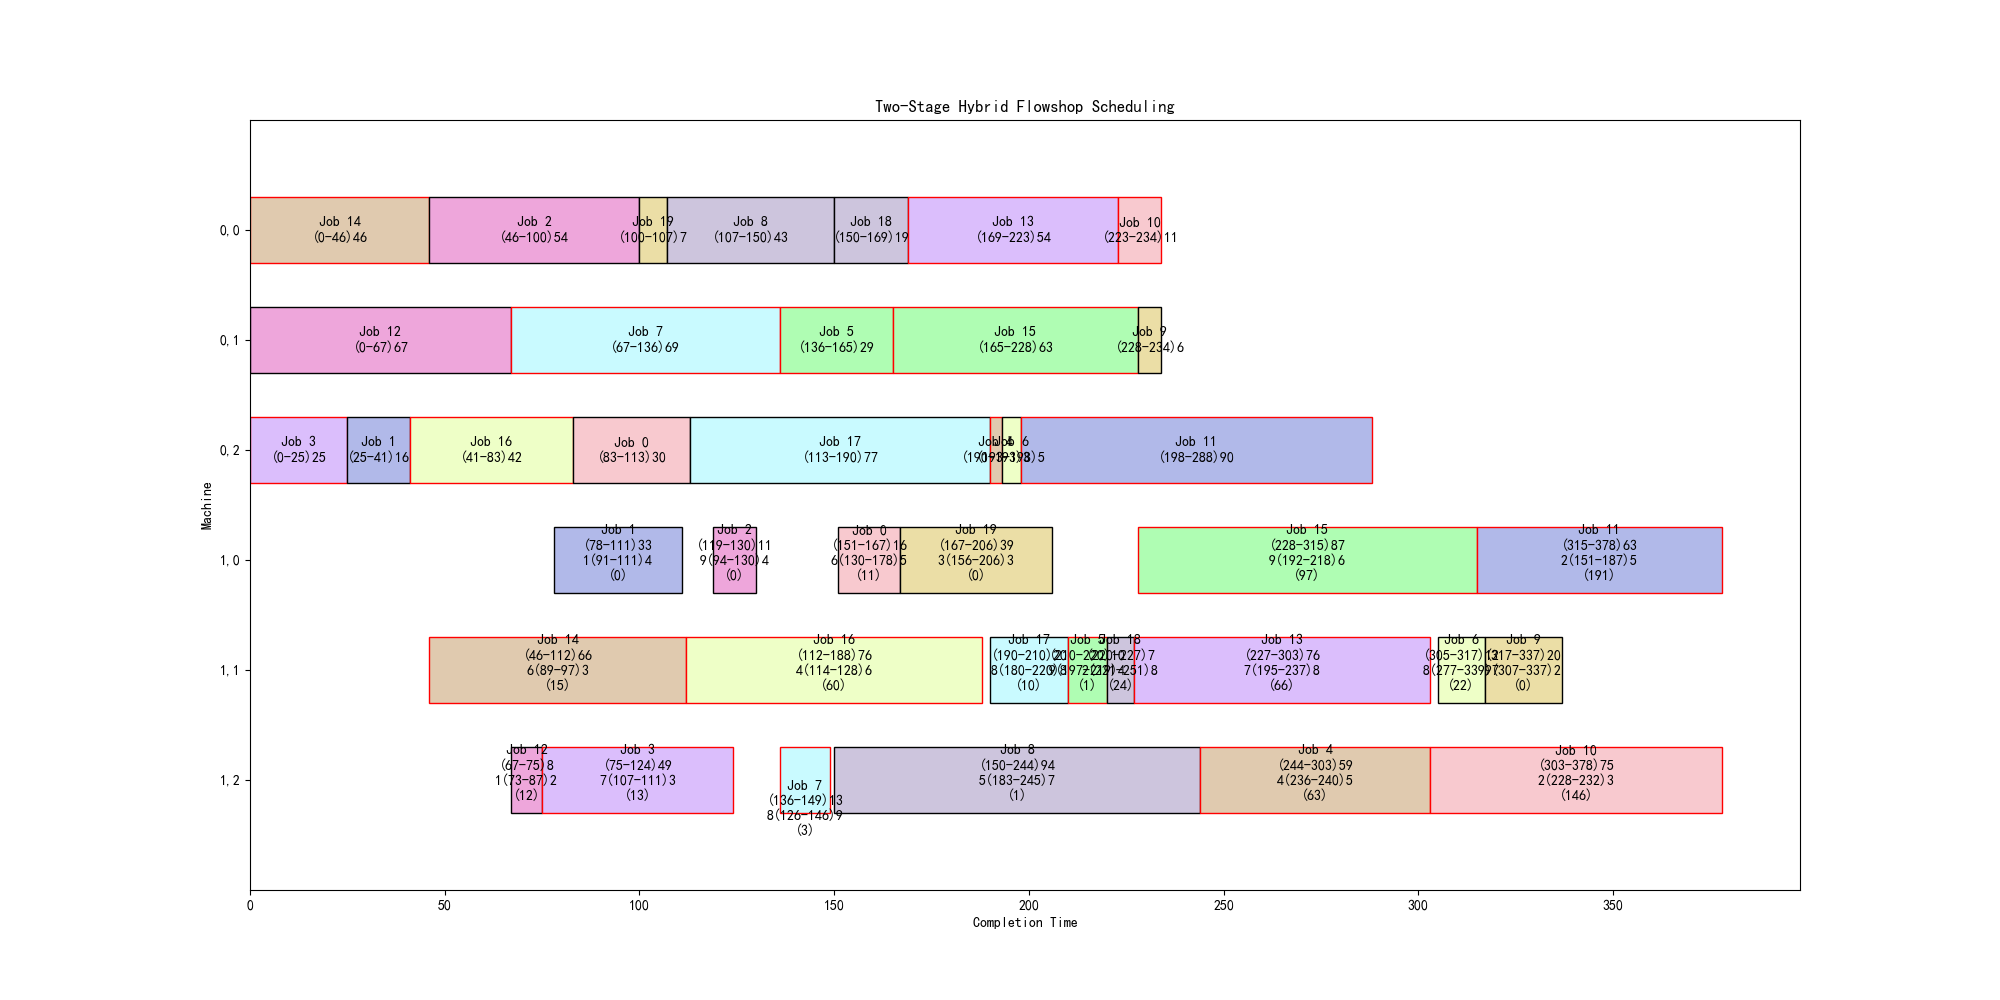 Two-Stage Hybrid Flowshop Scheduling
Machine
0,0
Job 14
(0-46)46
Job 2
(46-100)54
Job 19
(100-107)7
Job 8
(107-150)43
Job 18
(150-169)19
Job 13
(169-223)54
Job 10
(223-234)11
0,1
Job 12
(0-67)67
Job 7
(67-136)69
Job 5
(136-165)29
Job 15
(165-228)63
Job 9
(228-234)6
0,2
Job 3
(0-25)25
Job 1
(25-41)16
Job 16
(41-83)42
Job 0
(83-113)30
Job 17
(113-190)77
Job 4
(190-193)3
Job 6
(193-198)5
Job 11
(198-288)90
1,0
Job 1
(78-111)33
1(91-111)4
(0)
Job 2
(119-130)11
9(94-130)4
(0)
Job 0
(151-167)16
6(130-178)5
(11)
Job 19
(167-206)39
3(156-206)3
(0)
Job 15
(228-315)87
9(192-218)6
(97)
Job 11
(315-378)63
2(151-187)5
(191)
1,1
Job 14
(46-112)66
6(89-97)3
(15)
Job 16
(112-188)76
4(114-128)6
(60)
Job 17
(190-210)20
(10)
Job 5
(210-220)10
(1)
Job 18
(220-227)7
(24)
Job 13
(227-303)76
7(195-237)8
(66)
Job 6
(305-317)12
(22)
Job 9
(317-337)20
(307-337)2
(0)
1,2
Job 12
(67-75)8
1(73-87)2
(12)
Job 3
(75-124)49
7(107-111)3
(13)
Job 7
(136-149)13
8(126-146)9
(3)
Job 8
(150-244)94
5(183-245)7
(1)
Job 4
(244-303)59
4(236-240)5
(63)
Job 10
(303-378)75
2(228-232)3
(146)
0 50 100 150 200 250 300 350
Completion Time